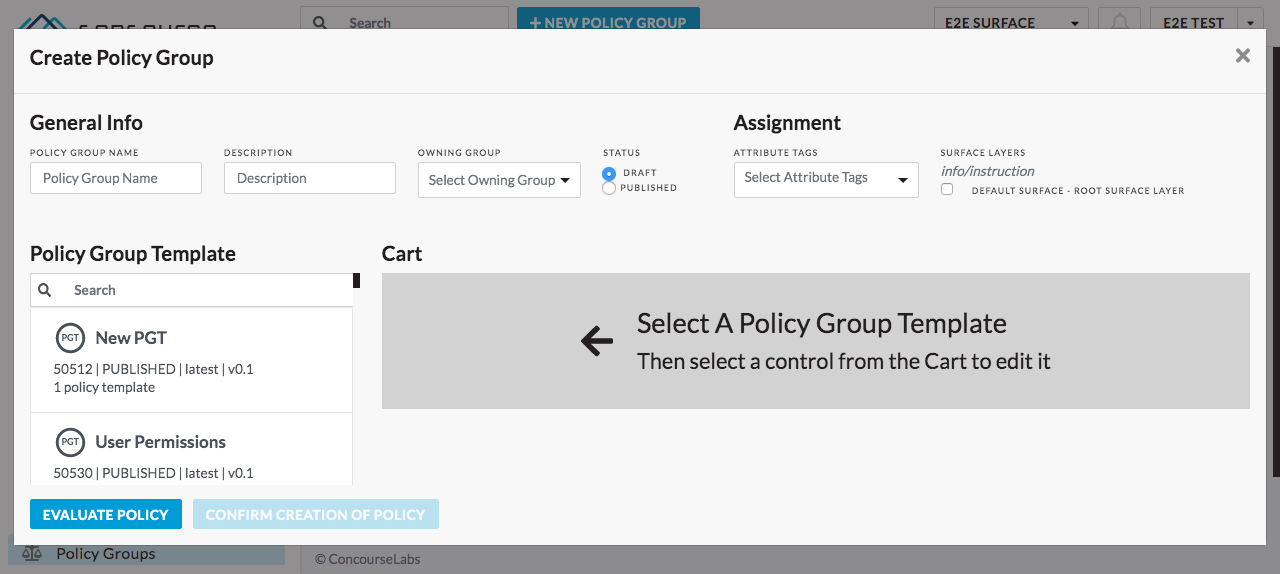 Search
+ NEW POLICY GROUP
E2E SURFACE
E2E TEST
Create Policy Group
General Info
Assignment
POLICY GROUP NAME
DESCRIPTION
OWNING GROUP
STATUS
ATTRIBUTE TAGS
SURFACE LAYERS
Policy Group Name
Description
Select Owning Group
DRAFT
PUBLISHED
Select Attribute Tags
info/instruction
DEFAULT SURFACE - ROOT SURFACE LAYER
Policy Group Template
Cart
Search
PGT New PGT
50512 | PUBLISHED | latest | v0.1
1 policy template
PGT User Permissions
50530 | PUBLISHED | latest | v0.1
Select A Policy Group Template
Then select a control from the Cart to edit it
EVALUATE POLICY
CONFIRM CREATION OF POLICY
Policy Groups
© ConcourseLabs